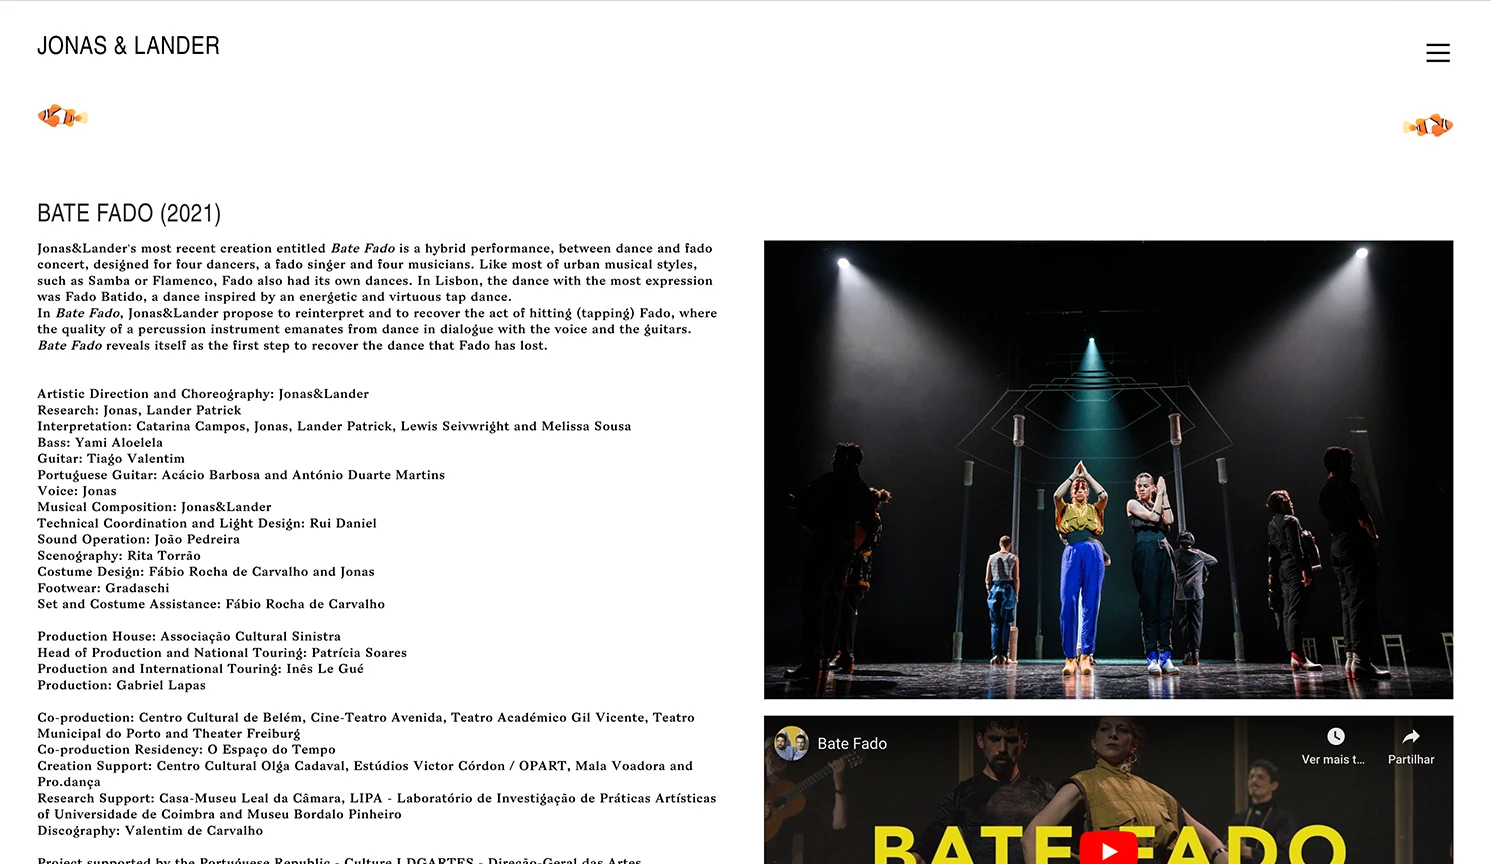 JONAS & LANDER
BATE FADO (2021)
Jonas&Lander's most recent creation entitled Bate Fado is a hybrid performance, between dance and fado
concert, designed for four dancers, a fado singer and four musicians. Like most of urban musical styles,
such as Samba or Flamenco, Fado also had its own dances. In Lisbon, the dance with the most expression
was Fado Batido, a dance inspired by an energetic and virtuous tap dance.
In Bate Fado, Jonas&Lander propose to reinterpret and to recover the act of hitting (tapping) Fado, where
the quality of a percussion instrument emanates from dance in dialogue with the voice and the guitars.
Bate Fado reveals itself as the first step to recover the dance that Fado has lost.
Artistic Direction and Choreography: Jonas&Lander
Research: Jonas, Lander Patrick
Interpretation: Catarina Campos, Jonas, Lander Patrick, Lewis Seivwright and Melissa Sousa
Bass: Yami Aloelela
Guitar: Tiago Valentim
Portuguese Guitar: Acácio Barbosa and António Duarte Martins
Voice: Jonas
Musical Composition: Jonas&Lander
Technical Coordination and Light Design: Rui Daniel
Sound Operation: João Pedreira
Scenography: Rita Torrão
Costume Design: Fábio Rocha de Carvalho and Jonas
Footwear: Gradaschi
Set and Costume Assistance: Fábio Rocha de Carvalho
Production House: Associação Cultural Sinistra
Head of Production and National Touring: Patrícia Soares
Production and International Touring: Inês Le Gué
Production: Gabriel Lapas
Co-production: Centro Cultural de Belém, Cine-Teatro Avenida, Teatro Académico Gil Vicente, Teatro
Municipal do Porto and Theater Freiburg
Co-production Residency: O Espaço do Tempo
Creation Support: Centro Cultural Olga Cadaval, Estúdios Victor Córdon / OPART, Mala Voadora and
Pro.dança
Research Support: Casa-Museu Leal da Câmara, LIPA - Laboratório de Investigação de Práticas Artísticas
of Universidade de Coimbra and Museu Bordalo Pinheiro
Discography: Valentim de Carvalho
Project supported by the Portuguese Republic - Culture I DGARTES - Direção-Geral das Artes
Bate Fado
Ver mais t...
Partilhar
BATE FADO